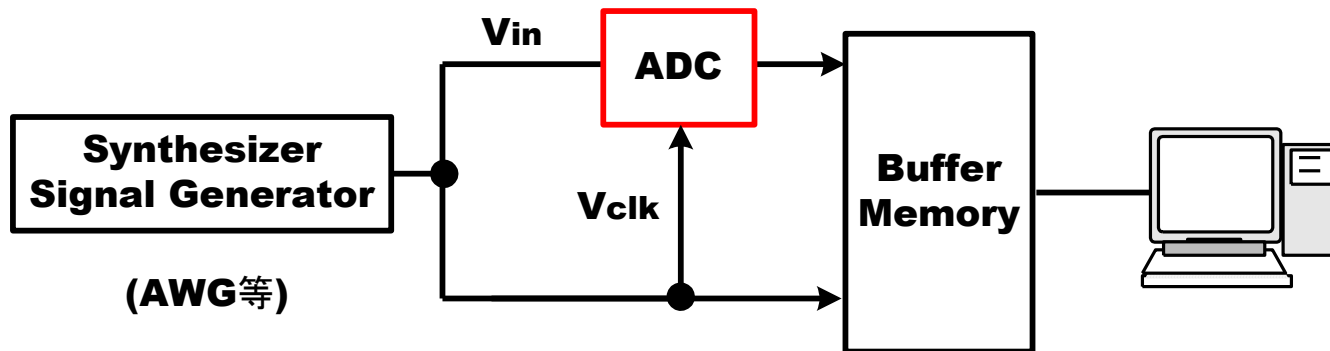 Vin
ADC
Synthesizer
Signal Generator
Buffer
Memory
Vclk
(AWG等)